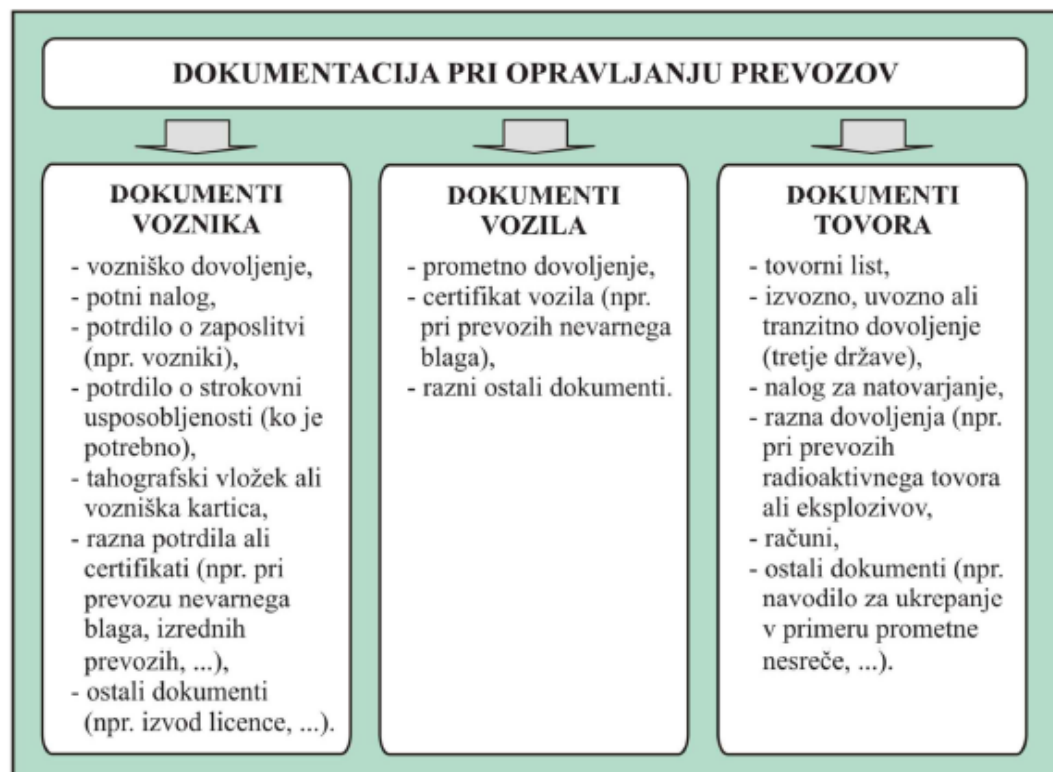 DOKUMENTACIJA PRI OPRAVLJANJU PREVOZOV
DOKUMENTI
VOZNIKA
- vozniško dovoljenje,
- potni nalog,
- potrdilo o zaposlitvi
(npr. vozniki),
- potrdilo o strokovni
usposobljenosti (ko je
potrebno),
- tahografski vložek ali
vozniška kartica,
- razna potrdila ali
certifikati (npr. pri
prevozu nevarnega
blaga, izrednih
prevozih, ...),
- ostali dokumenti
(npr. izvod licence, ...).
DOKUMENTI
VOZILA
- prometno dovoljenje,
- certifikat vozila (npr.
pri prevozih nevarnega
blaga),
- razni ostali dokumenti.
DOKUMENTI
TOVORA
- tovorni list,
- izvozno, uvozno ali
tranzitno dovoljenje
(tretje države),
- nalog za natovarjanje,
- razna dovoljenja (npr.
pri prevozih
radioaktivnega tovora
ali eksplozivov,
- računi,
- ostali dokumenti (npr.
navodilo za ukrepanje
v primeru prometne
nesreče, ...).